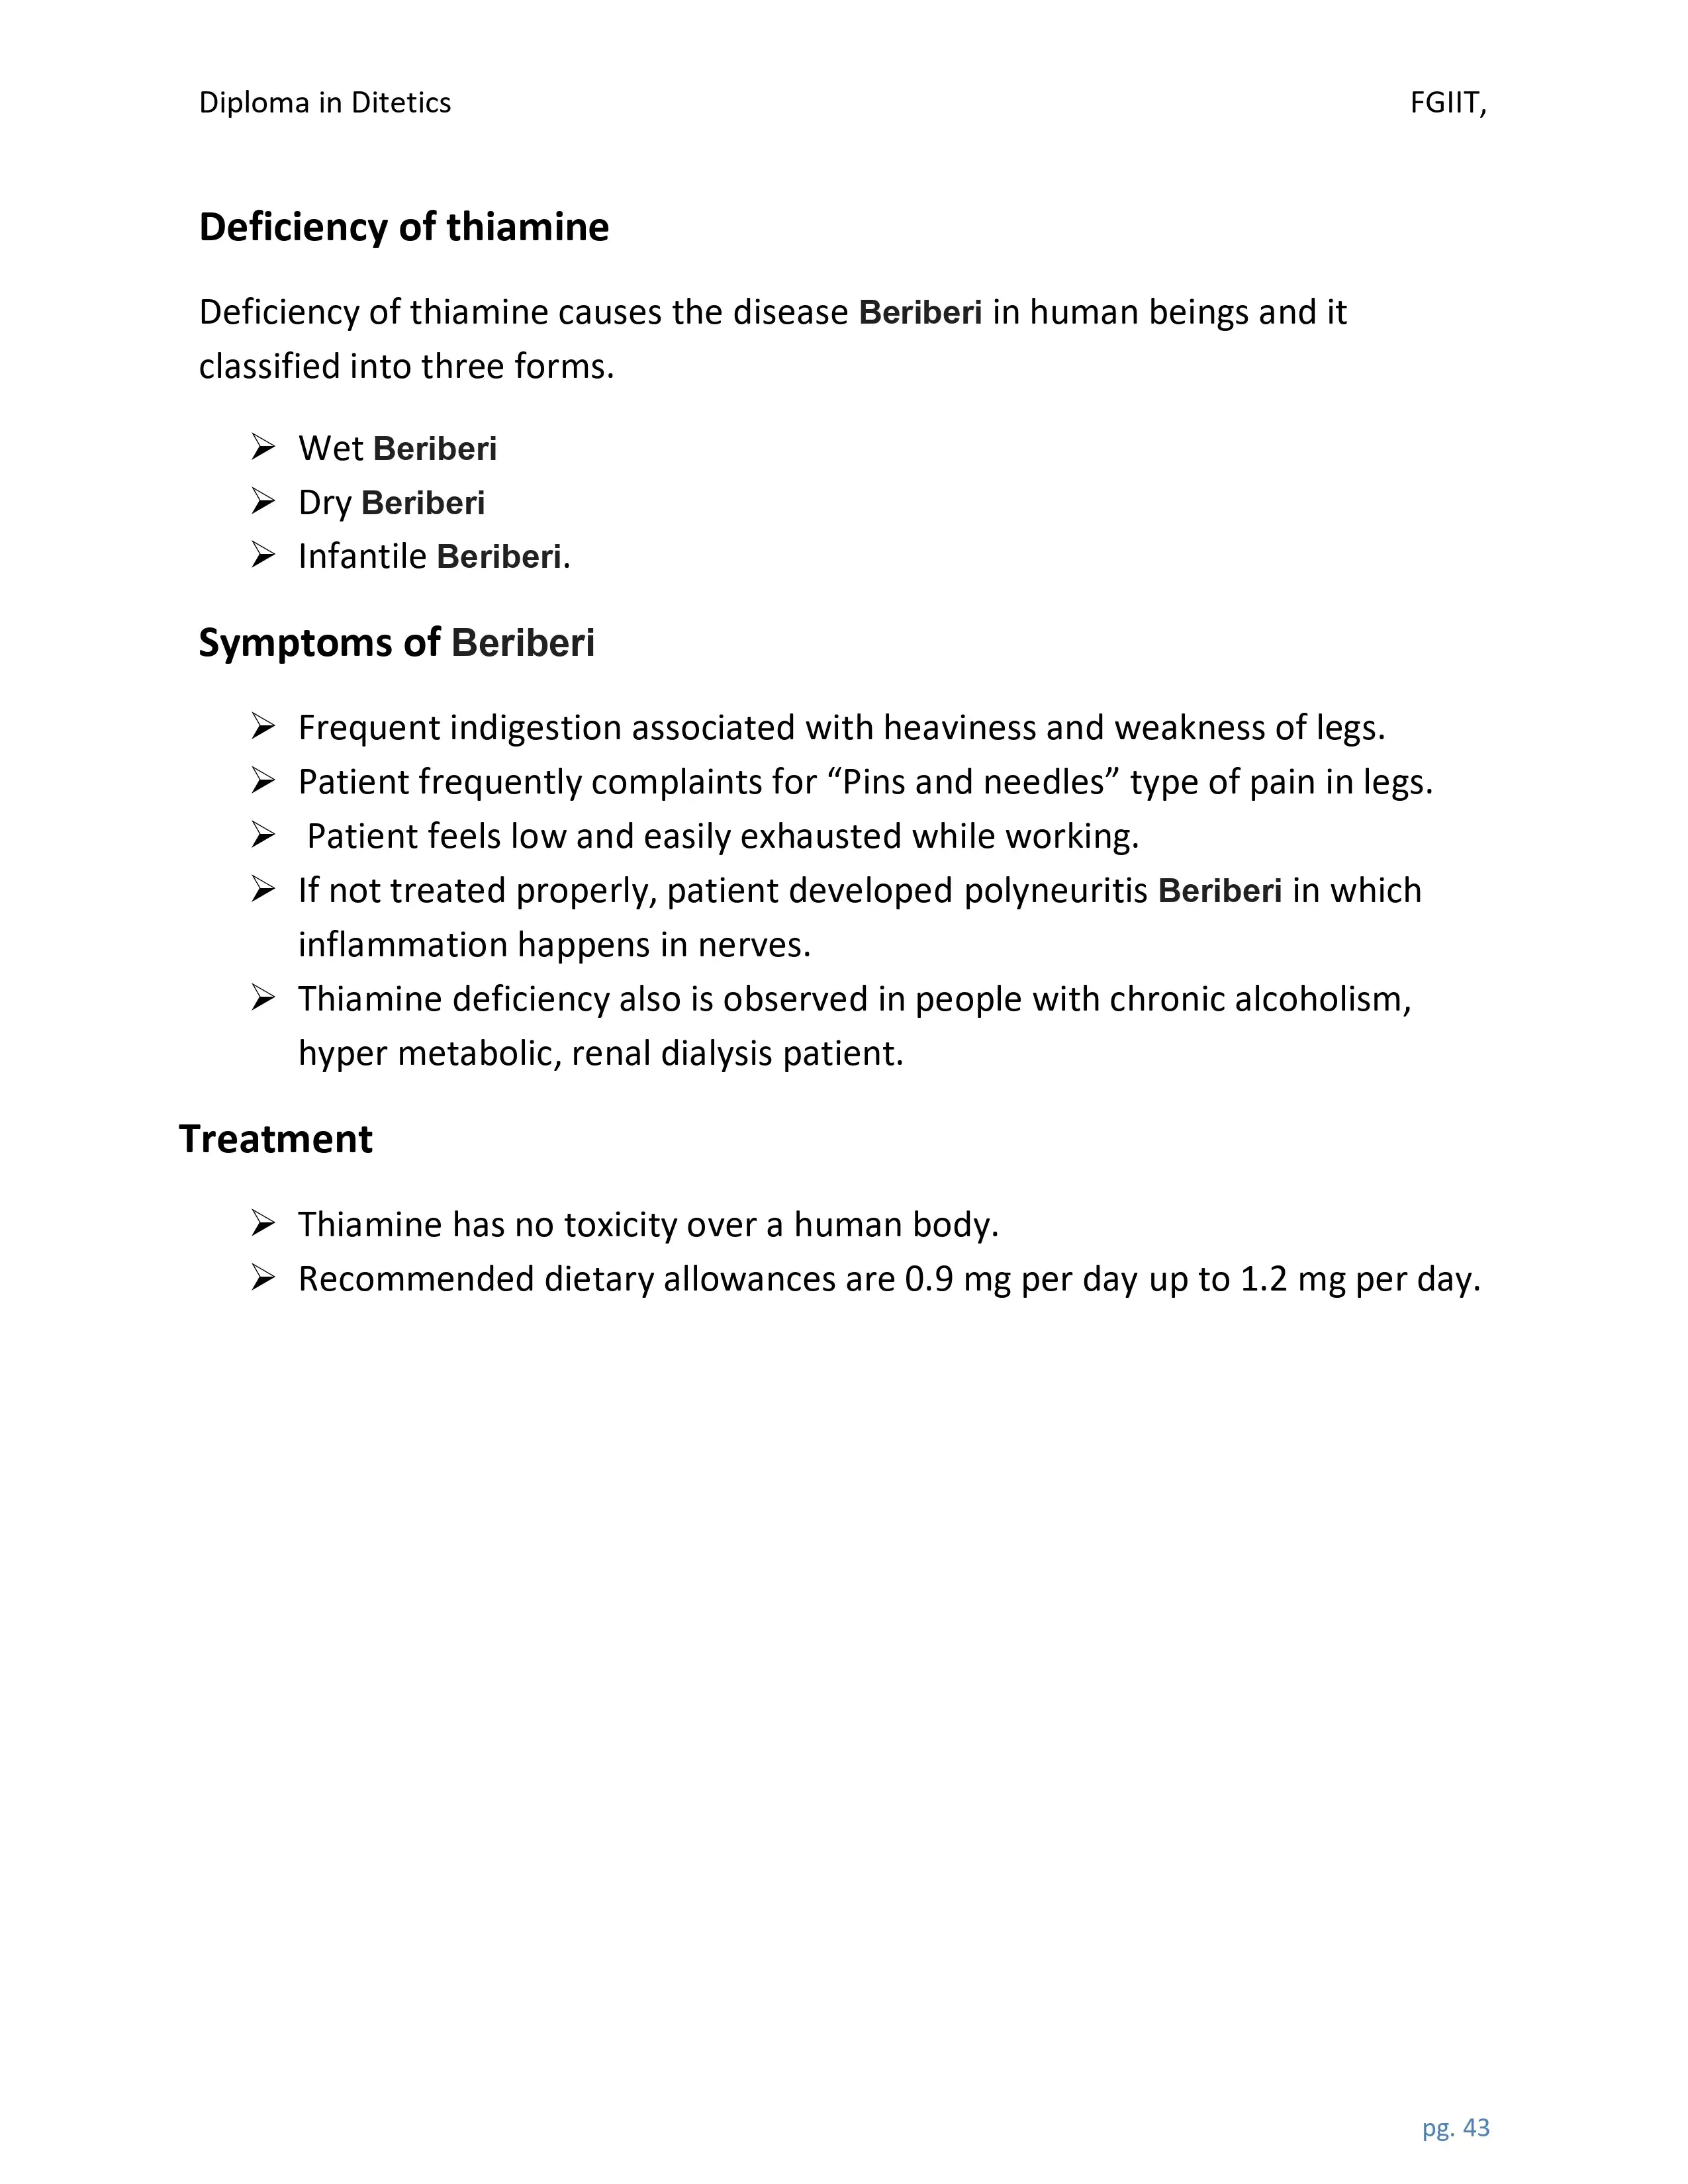 Diploma in Ditetics FGIIT,
Deficiency of thiamine
Deficiency of thiamine causes the disease Beriberi in human beings and it
classified into three forms.
➢ Wet Beriberi
➢ Dry Beriberi
➢ Infantile Beriberi.
Symptoms of Beriberi
➢ Frequent indigestion associated with heaviness and weakness of legs.
➢ Patient frequently complaints for “Pins and needles” type of pain in legs.
➢ Patient feels low and easily exhausted while working.
➢ If not treated properly, patient developed polyneuritis Beriberi in which
inflammation happens in nerves.
➢ Thiamine deficiency also is observed in people with chronic alcoholism,
hyper metabolic, renal dialysis patient.
Treatment
➢ Thiamine has no toxicity over a human body.
➢ Recommended dietary allowances are 0.9 mg per day up to 1.2 mg per day.
pg. 43